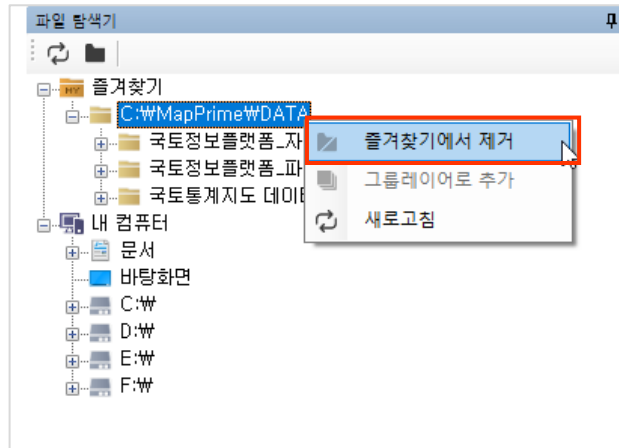 파일 탐색기
즐겨찾기
C:₩MapPrime₩DATA
국토정보플랫폼_자
즐겨찾기에서 제거
국토정보플랫폼_파
그룹레이어로 추가
국토통계지도
새로고침
내 컴퓨터
문서
바탕화면
C:₩
D:₩
E:₩
F:₩